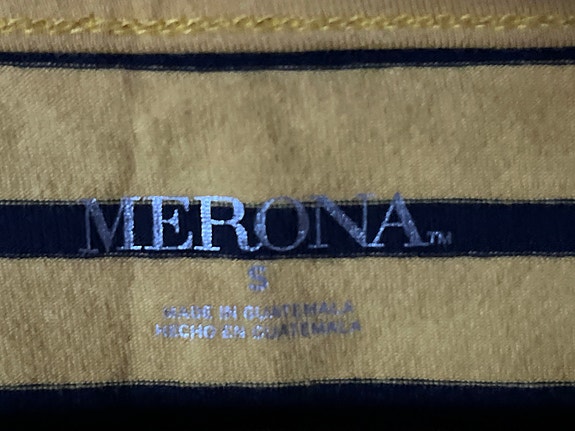 MERONA™
MADE IN GUATEMALA
HECHO EN GUATEMALA